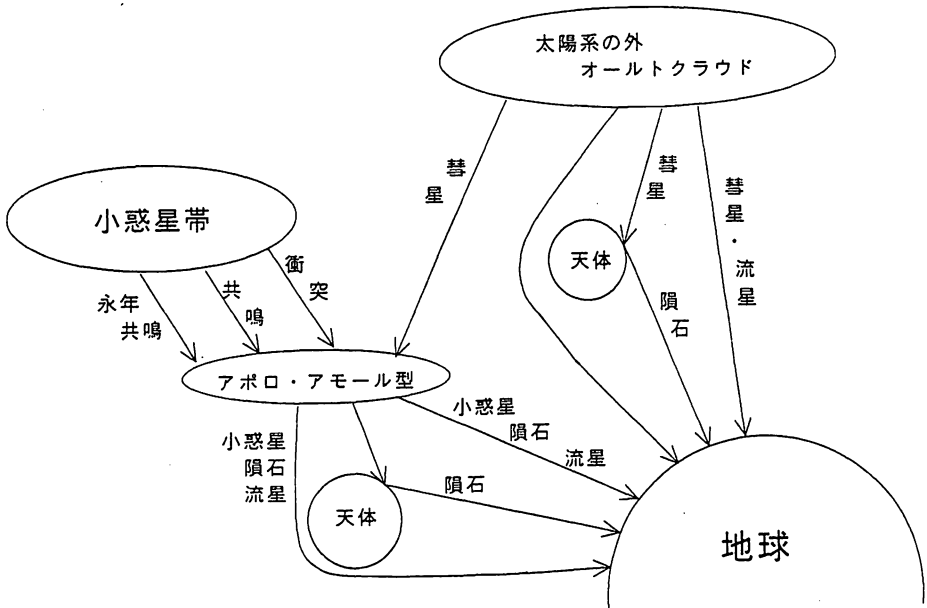 太陽系の外
オールトクラウド
彗星
彗星
彗星・流星
小惑星帯
天体
隕石
永年
共鳴
共鳴
衝突
アポロ・アモール型
小惑星
隕石
流星
小惑星
隕石
流星
隕石
天体
地球